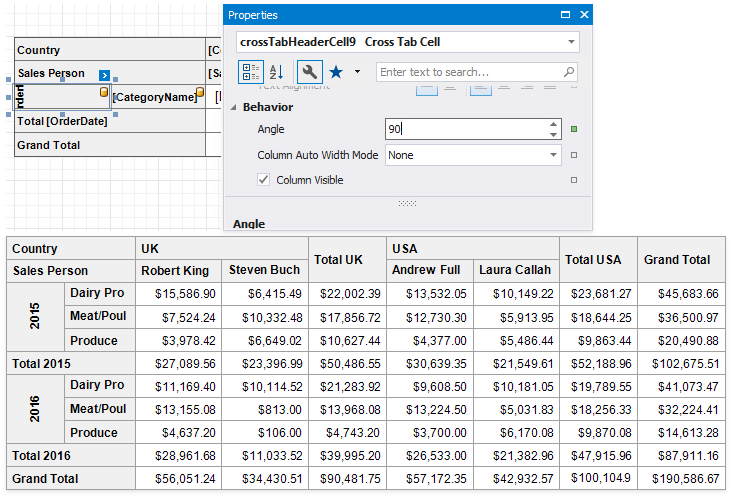 Properties
crossTabHeaderCell9 Cross Tab Cell
Enter text to search...
Text Alignment
Behavior
Angle 90
Column Auto Width Mode None
Column Visible
Angle
Country [C
Sales Person [Sa
[CategoryName] [
Total [OrderDate]
Grand Total
Country UK Total UK USA Total USA Grand Total
Sales Person Robert King Steven Buch Andrew Full Laura Callah
2015 Dairy Pro $15,586.90 $6,415.49 $22,002.39 $13,532.05 $10,149.22 $23,681.27 $45,683.66
Meat/Poul $7,524.24 $10,332.48 $17,856.72 $12,730.30 $5,913.95 $18,644.25 $36,500.97
Produce $3,978.42 $6,649.02 $10,627.44 $4,377.00 $5,486.44 $9,863.44 $20,490.88
Total 2015 $27,089.56 $23,396.99 $50,486.55 $30,639.35 $21,549.61 $52,188.96 $102,675.51
2016 Dairy Pro $11,169.40 $10,114.52 $21,283.92 $9,608.50 $10,181.05 $19,789.55 $41,073.47
Meat/Poul $13,155.08 $813.00 $13,968.08 $13,224.50 $5,031.83 $18,256.33 $32,224.41
Produce $4,637.20 $106.00 $4,743.20 $3,700.00 $6,170.08 $9,870.08 $14,613.28
Total 2016 $28,961.68 $11,033.52 $39,995.20 $26,533.00 $21,382.96 $47,915.96 $87,911.16
Grand Total $56,051.24 $34,430.51 $90,481.75 $57,172.35 $42,932.57 $100,104.9 $190,586.67